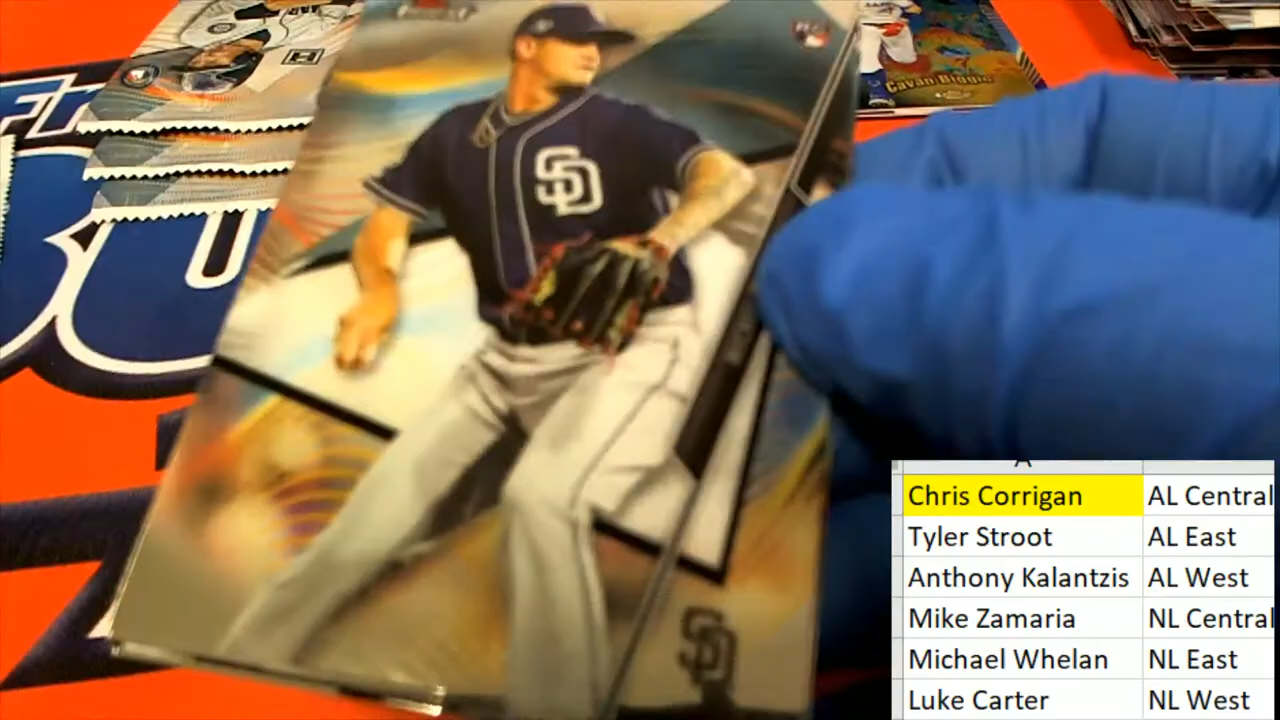 Cavan Biggio
SD
SD
A
Chris Corrigan AL Central
Tyler Stroot AL East
Anthony Kalantzis AL West
Mike Zamaria NL Central
Michael Whelan NL East
Luke Carter NL West